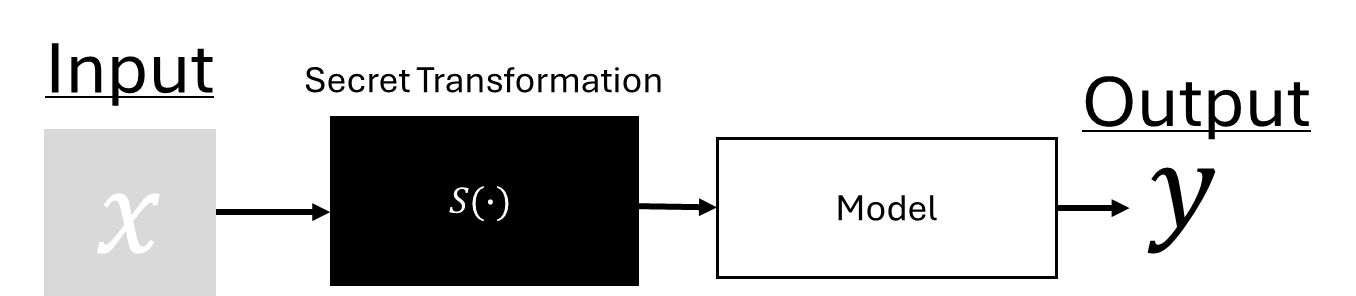 Input
Secret Transformation
Output
x
S(·)
Model
y